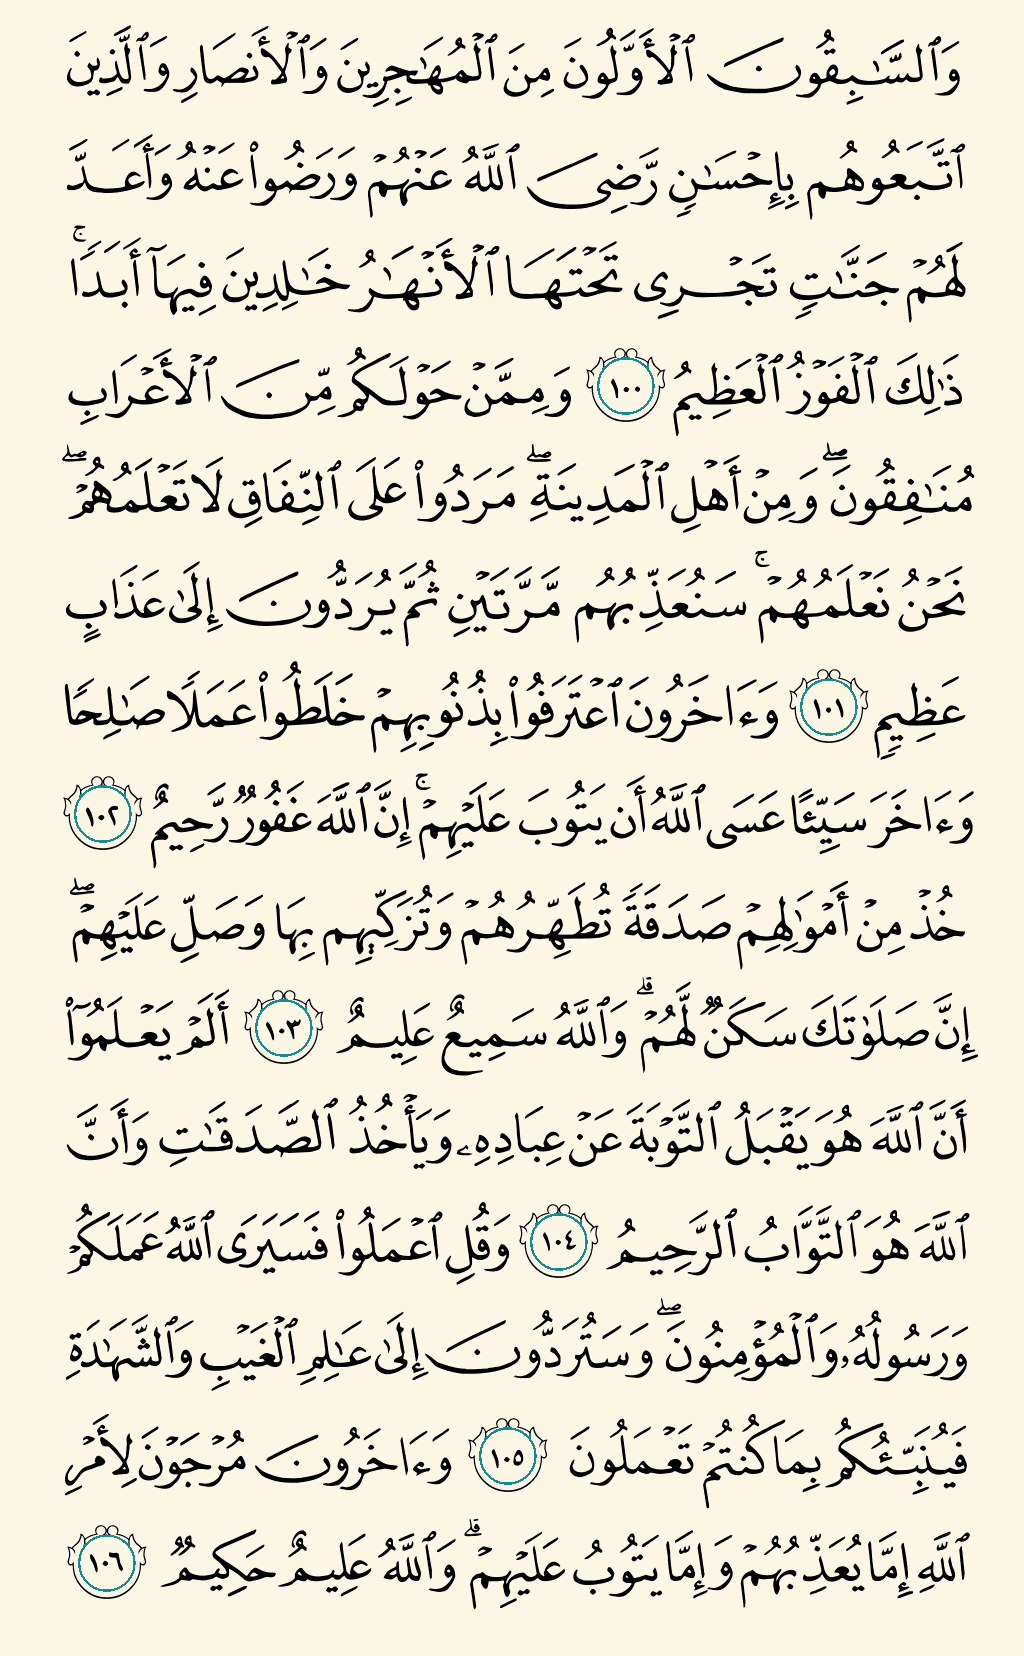 وَٱلسَّـٰبِقُونَ ٱلْأَوَّلُونَ مِنَ ٱلْمُهَـٰجِرِينَ وَٱلْأَنصَارِ وَٱلَّذِينَ
ٱتَّبَعُوهُم بِإِحْسَـٰنٍ رَّضِىَ ٱللَّهُ عَنْهُمْ وَرَضُوا۟ عَنْهُ وَأَعَدَّ
لَهُمْ جَنَّـٰتٍ تَجْرِى تَحْتَهَا ٱلْأَنْهَـٰرُ خَـٰلِدِينَ فِيهَآ أَبَدًا ۚ
ذَٰلِكَ ٱلْفَوْزُ ٱلْعَظِيمُ ١٠٠ وَمِمَّنْ حَوْلَكُم مِّنَ ٱلْأَعْرَابِ
مُنَـٰفِقُونَ ۖ وَمِنْ أَهْلِ ٱلْمَدِينَةِ ۖ مَرَدُوا۟ عَلَى ٱلنِّفَاقِ لَا تَعْلَمُهُمْ ۖ
نَحْنُ نَعْلَمُهُمْ ۚ سَنُعَذِّبُهُم مَّرَّتَيْنِ ثُمَّ يُرَدُّونَ إِلَىٰ عَذَابٍ
عَظِيمٍ ١٠١ وَءَاخَرُونَ ٱعْتَرَفُوا۟ بِذُنُوبِهِمْ خَلَطُوا۟ عَمَلًا صَـٰلِحًا
وَءَاخَرَ سَيِّئًا عَسَى ٱللَّهُ أَن يَتُوبَ عَلَيْهِمْ ۚ إِنَّ ٱللَّهَ غَفُورٌ رَّحِيمٌ ١٠٢
خُذْ مِنْ أَمْوَٰلِهِمْ صَدَقَةً تُطَهِّرُهُمْ وَتُزَكِّيهِم بِهَا وَصَلِّ عَلَيْهِمْ ۖ
إِنَّ صَلَوٰتَكَ سَكَنٌ لَّهُمْ ۗ وَٱللَّهُ سَمِيعٌ عَلِيمٌ ١٠٣ أَلَمْ يَعْلَمُوٓا۟
أَنَّ ٱللَّهَ هُوَ يَقْبَلُ ٱلتَّوْبَةَ عَنْ عِبَادِهِۦ وَيَأْخُذُ ٱلصَّدَقَـٰتِ وَأَنَّ
ٱللَّهَ هُوَ ٱلتَّوَّابُ ٱلرَّحِيمُ ١٠٤ وَقُلِ ٱعْمَلُوا۟ فَسَيَرَى ٱللَّهُ عَمَلَكُمْ
وَرَسُولُهُۥ وَٱلْمُؤْمِنُونَ ۖ وَسَتُرَدُّونَ إِلَىٰ عَـٰلِمِ ٱلْغَيْبِ وَٱلشَّهَـٰدَةِ
فَيُنَبِّئُكُم بِمَا كُنتُمْ تَعْمَلُونَ ١٠٥ وَءَاخَرُونَ مُرْجَوْنَ لِأَمْرِ
ٱللَّهِ إِمَّا يُعَذِّبُهُمْ وَإِمَّا يَتُوبُ عَلَيْهِمْ ۗ وَٱللَّهُ عَلِيمٌ حَكِيمٌ ١٠٦